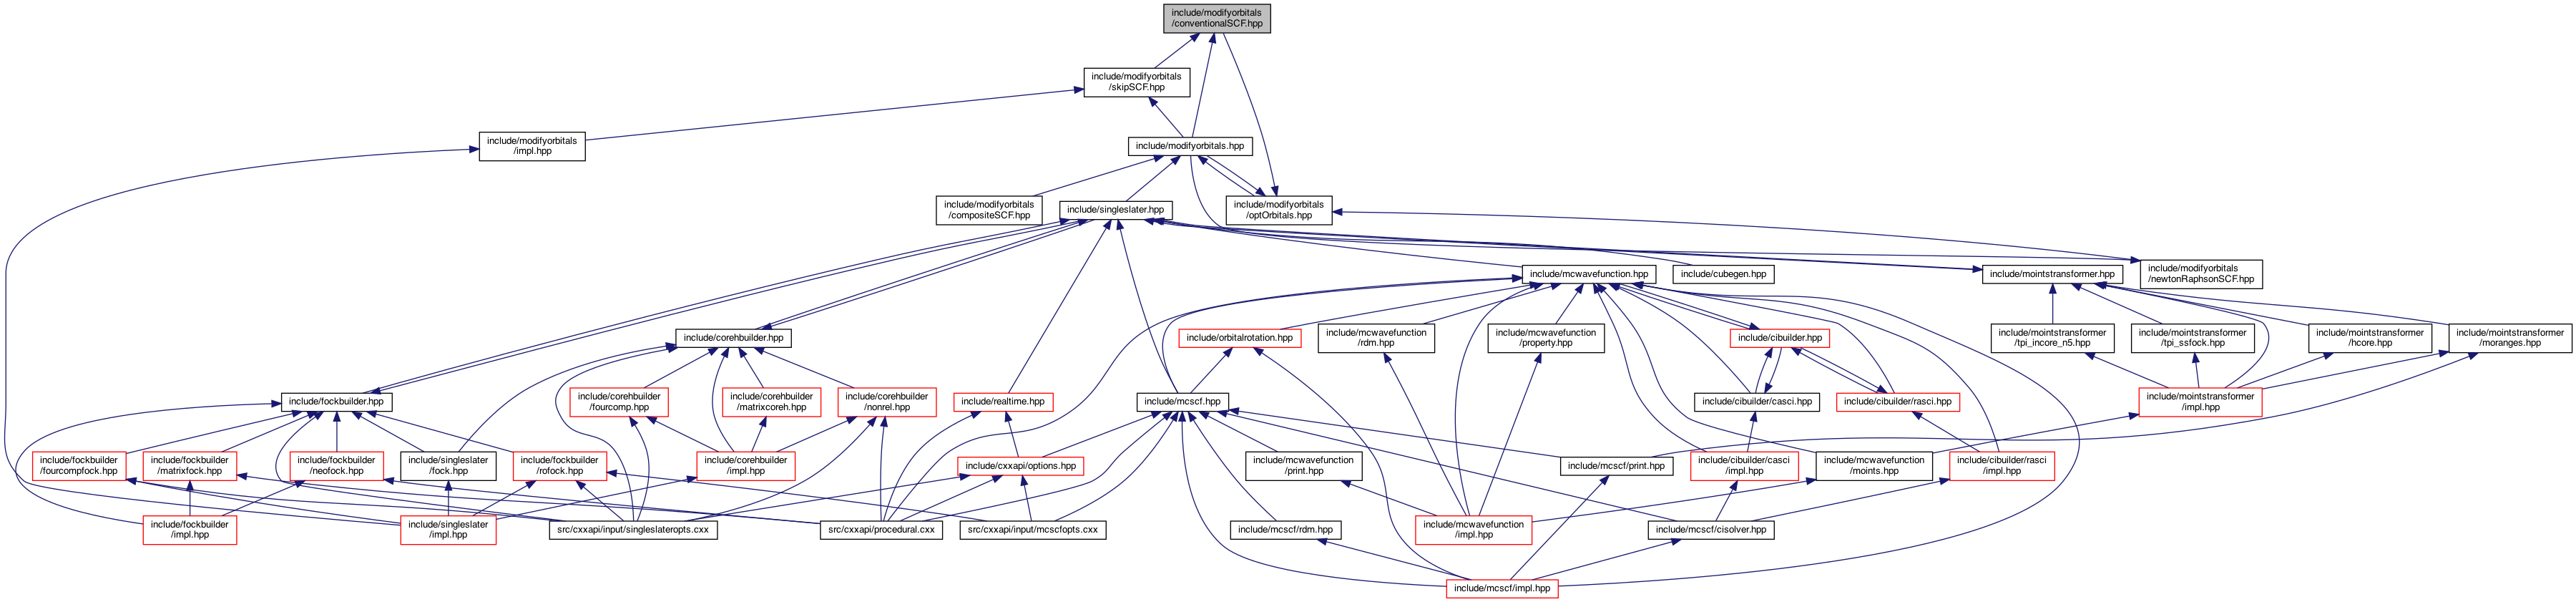 include/modifyorbitals
/conventionalSCF.hpp
include/modifyorbitals
/skipSCF.hpp
include/modifyorbitals
/impl.hpp
include/modifyorbitals.hpp
include/modifyorbitals
/compositeSCF.hpp
include/singleslater.hpp
include/modifyorbitals
/optOrbitals.hpp
include/mcwavefunction.hpp
include/cubegen.hpp
include/mointstransformer.hpp
include/modifyorbitals
/newtonRaphsonSCF.hpp
include/corehbuilder.hpp
include/orbitalrotation.hpp
include/mcwavefunction
/rdm.hpp
include/mcwavefunction
/property.hpp
include/cibuilder.hpp
include/mointstransformer
/tpi_incore_n5.hpp
include/mointstransformer
/tpi_ssfock.hpp
include/mointstransformer
/hcore.hpp
include/mointstransformer
/moranges.hpp
include/fockbuilder.hpp
include/corehbuilder
/fourcomp.hpp
include/corehbuilder
/matrixcoreh.hpp
include/corehbuilder
/nonrel.hpp
include/realtime.hpp
include/mcscf.hpp
include/cibuilder/casci.hpp
include/cibuilder/rasci.hpp
include/mointstransformer
/impl.hpp
include/fockbuilder
/fourcompfock.hpp
include/fockbuilder
/matrixfock.hpp
include/fockbuilder
/neofock.hpp
include/singleslater
/fock.hpp
include/fockbuilder
/rofock.hpp
include/corehbuilder
/impl.hpp
include/cxxapi/options.hpp
include/mcwavefunction
/print.hpp
include/mcscf/print.hpp
include/cibuilder/casci
/impl.hpp
include/mcwavefunction
/moints.hpp
include/cibuilder/rasci
/impl.hpp
include/fockbuilder
/impl.hpp
include/singleslater
/impl.hpp
src/cxxapi/input/singleslateropts.cxx
src/cxxapi/procedural.cxx
src/cxxapi/input/mcscfopts.cxx
include/mcscf/rdm.hpp
include/mcwavefunction
/impl.hpp
include/mcscf/cisolver.hpp
include/mcscf/impl.hpp